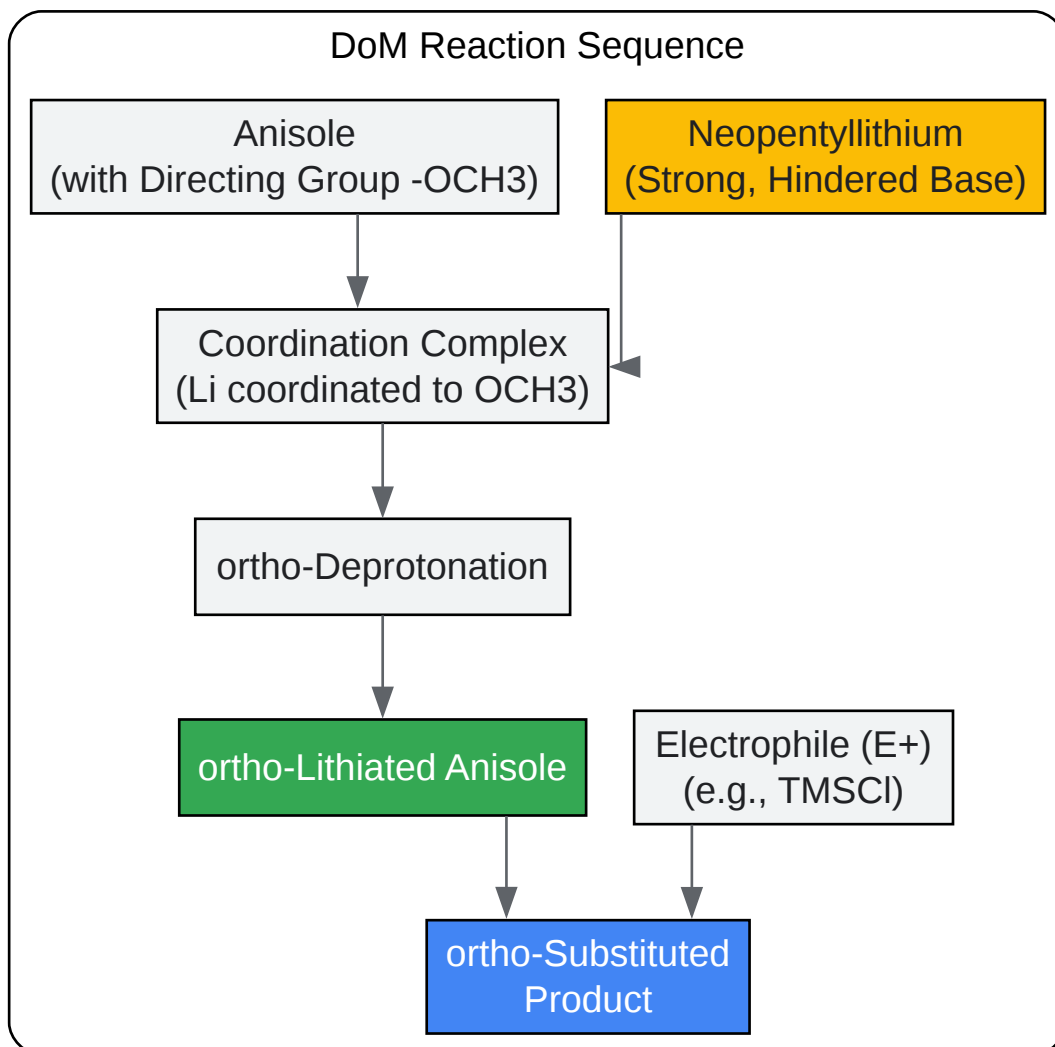 DoM Reaction Sequence
Anisole
(with Directing Group -OCH3)
Neopentyllithium
(Strong, Hindered Base)
Coordination Complex
(Li coordinated to OCH3)
ortho-Deprotonation
ortho-Lithiated Anisole
Electrophile (E+)
(e.g., TMSCl)
ortho-Substituted
Product